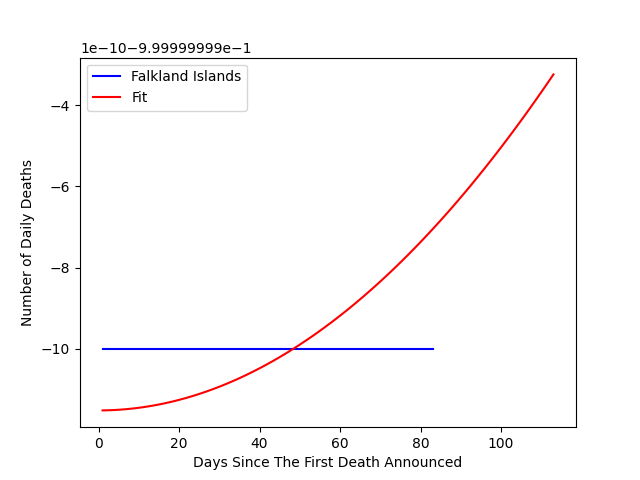 1e−10−9.99999999e−1
Falkland Islands
Fit
−4
−6
−8
−10
Number of Daily Deaths
0 20 40 60 80 100
Days Since The First Death Announced